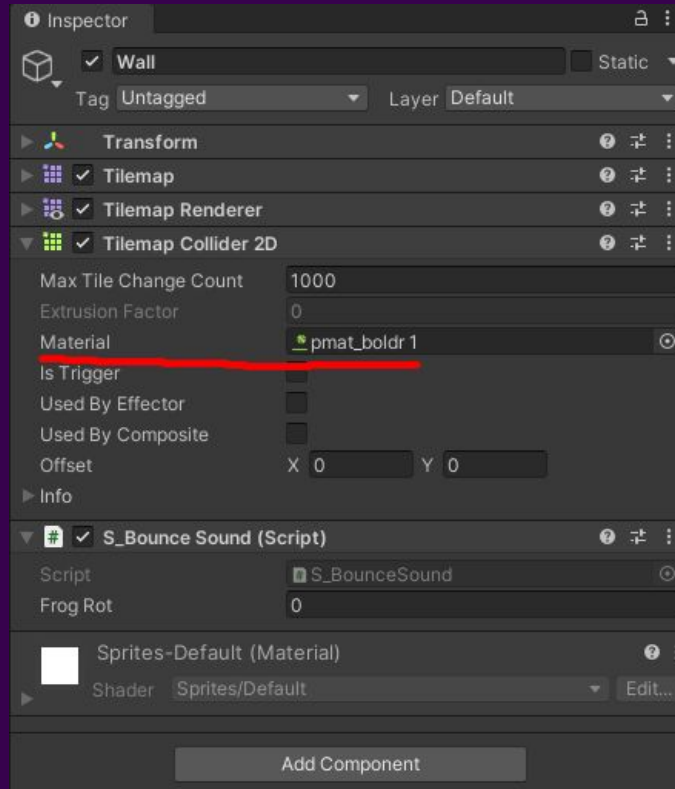 Inspector
Wall Static
Tag Untagged Layer Default
Transform
Tilemap
Tilemap Renderer
Tilemap Collider 2D
Max Tile Change Count 1000
Extrusion Factor 0
Material pmat_boldr 1
Is Trigger
Used By Effector
Used By Composite
Offset X 0 Y 0
Info
# S_Bounce Sound (Script)
Script S_BounceSound
Frog Rot 0
Sprites-Default (Material)
Shader Sprites/Default Edit...
Add Component